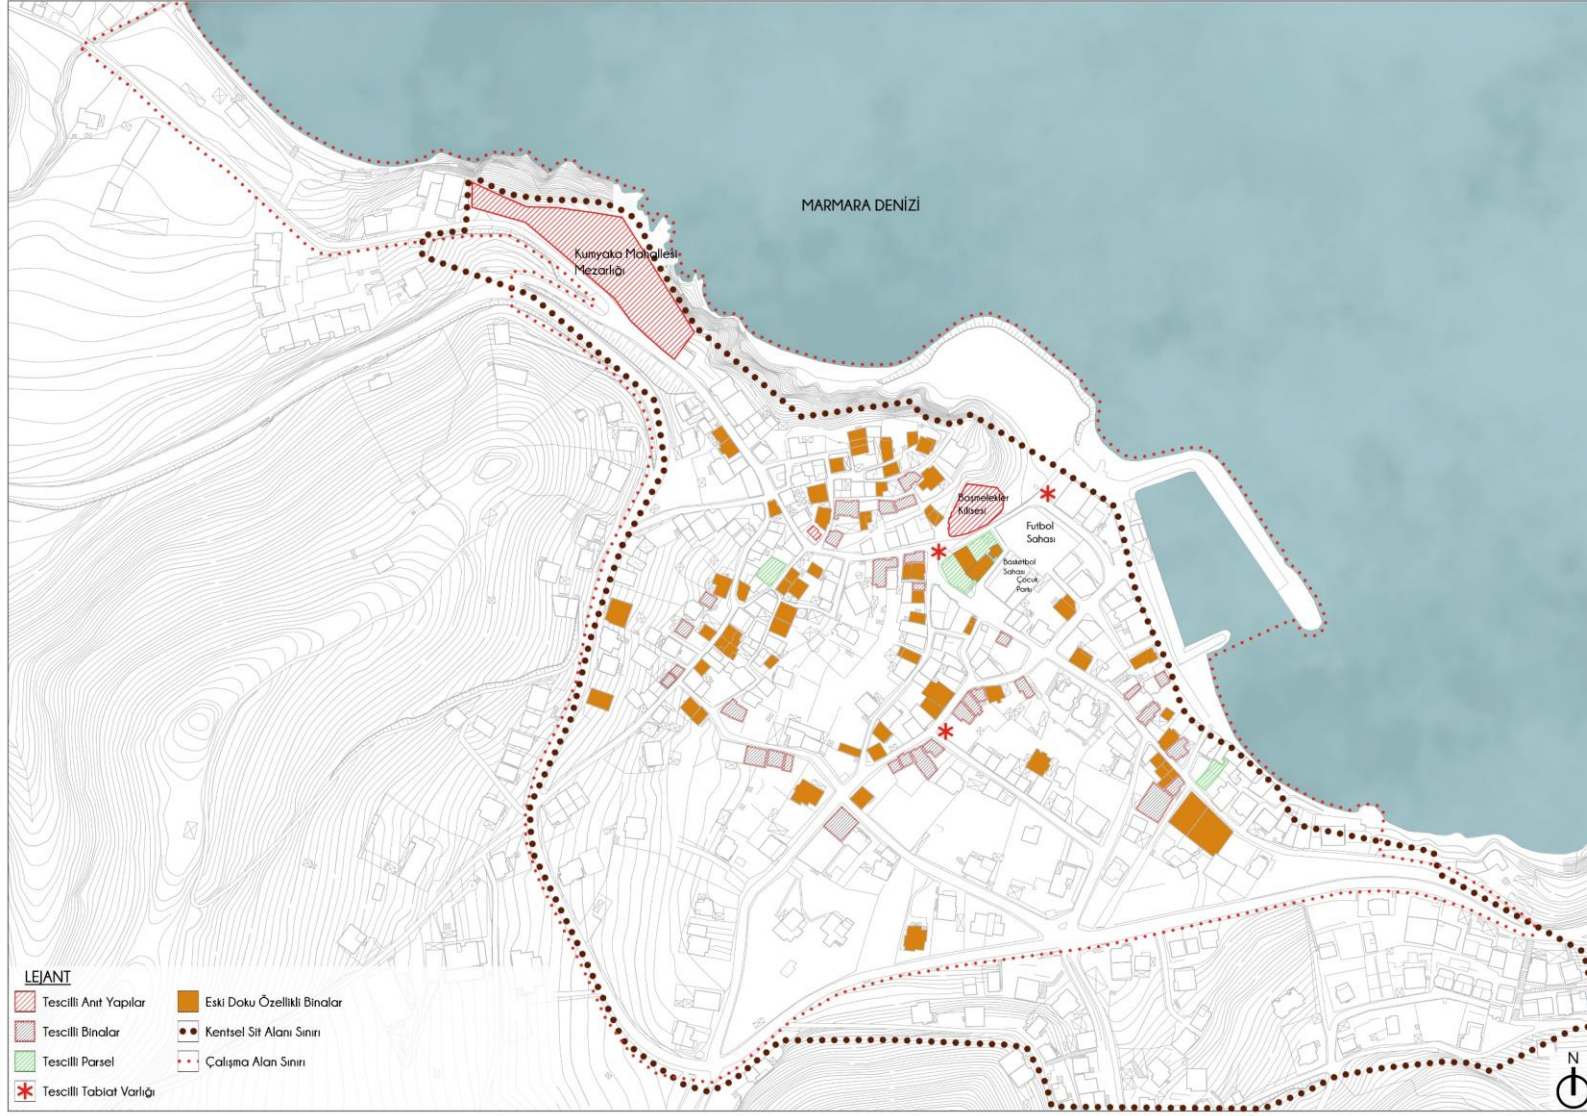 MARMARA DENİZİ
Kumyaka Mahallesi
Mezarlığı
Başmelekler
Kilisesi
Futbol
Sahası
Basketbol
Sahası
Çocuk
Parkı
LEJANT
Tescilli Anıt Yapılar
Eski Doku Özellikli Binalar
Tescilli Binalar
Kentsel Sit Alanı Sınırı
Tescilli Parsel
Çalışma Alan Sınırı
Tescilli Tabiat Varlığı
N